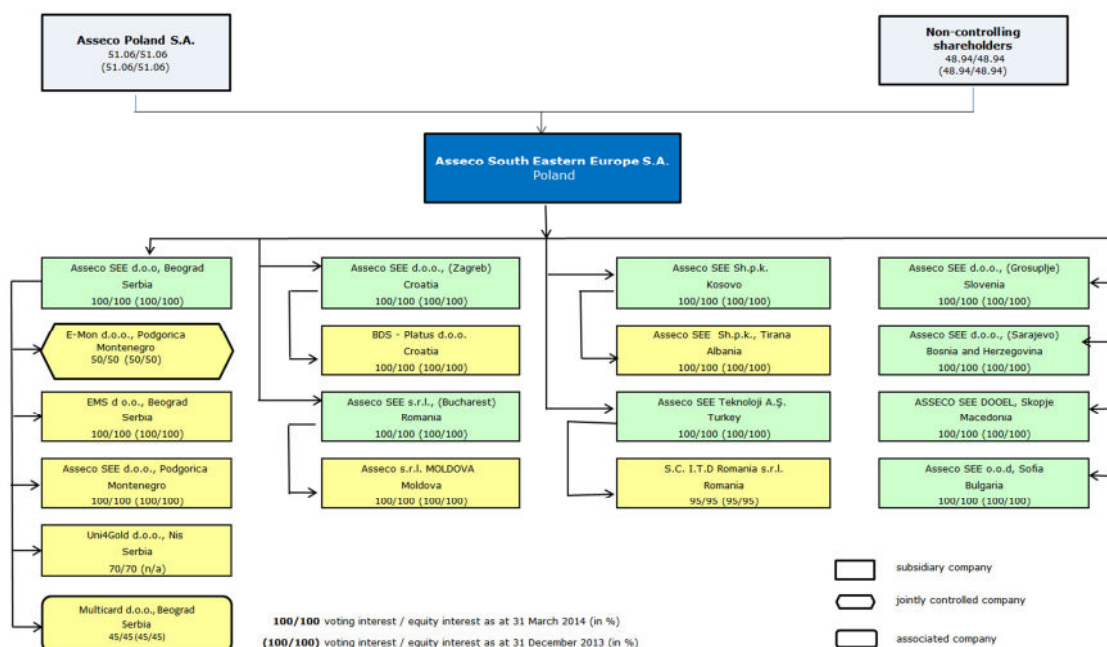 Asseco Poland S.A.
51.06/51.06
(51.06/51.06)
Non-controlling
shareholders
48.94/48.94
(48.94/48.94)
Asseco South Eastern Europe S.A.
Poland
Asseco SEE d.o.o, Beograd
Serbia
100/100 (100/100)
E-Mon d.o.o., Podgorica
Montenegro
50/50 (50/50)
EMS d o.o., Beograd
Serbia
100/100 (100/100)
Asseco SEE d.o.o., Podgorica
Montenegro
100/100 (100/100)
Uni4Gold d.o.o., Nis
Serbia
70/70 (n/a)
Multicard d.o.o., Beograd
Serbia
45/45 (45/45)
Asseco SEE d.o.o., (Zagreb)
Croatia
100/100 (100/100)
BDS - Platus d.o.o.
Croatia
100/100 (100/100)
Asseco SEE s.r.l., (Bucharest)
Romania
100/100 (100/100)
Asseco s.r.l. MOLDOVA
Moldova
100/100 (100/100)
Asseco SEE Sh.p.k.
Kosovo
100/100 (100/100)
Asseco SEE Sh.p.k., Tirana
Albania
100/100 (100/100)
Asseco SEE Teknoloji A.Ş.
Turkey
100/100 (100/100)
S.C. I.T.D Romania s.r.l.
Romania
95/95 (95/95)
Asseco SEE d.o.o., (Grosuplje)
Slovenia
100/100 (100/100)
Asseco SEE d.o.o., (Sarajevo)
Bosnia and Herzegovina
100/100 (100/100)
ASSECO SEE DOOEL, Skopje
Macedonia
100/100 (100/100)
Asseco SEE o.o.d, Sofia
Bulgaria
100/100 (100/100)
100/100 voting interest / equity interest as at 31 March 2014 (in %)
(100/100) voting interest / equity interest as at 31 December 2013 (in %)
subsidiary company
jointly controlled company
associated company